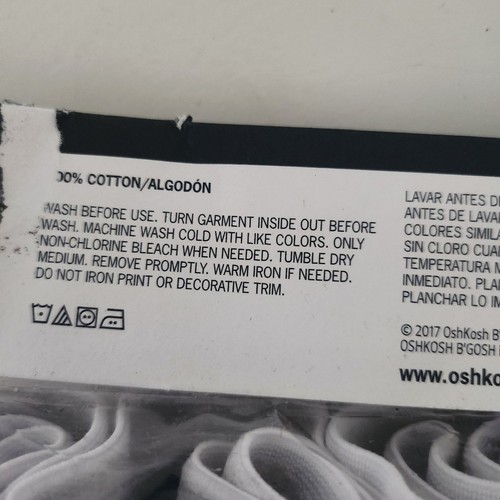 00% COTTON/ALGODÓN
WASH BEFORE USE. TURN GARMENT INSIDE OUT BEFORE
WASH. MACHINE WASH COLD WITH LIKE COLORS. ONLY
NON-CHLORINE BLEACH WHEN NEEDED. TUMBLE DRY
MEDIUM. REMOVE PROMPTLY. WARM IRON IF NEEDED.
DO NOT IRON PRINT OR DECORATIVE TRIM.
LAVAR ANTES DE
ANTES DE LAVA
COLORES SIMILA
SIN CLORO CUA
TEMPERATURA M
INMEDIATO. PLA
PLANCHAR LO IM
© 2017 OshKosh B'
OSHKOSH B'GOSH
www.oshko